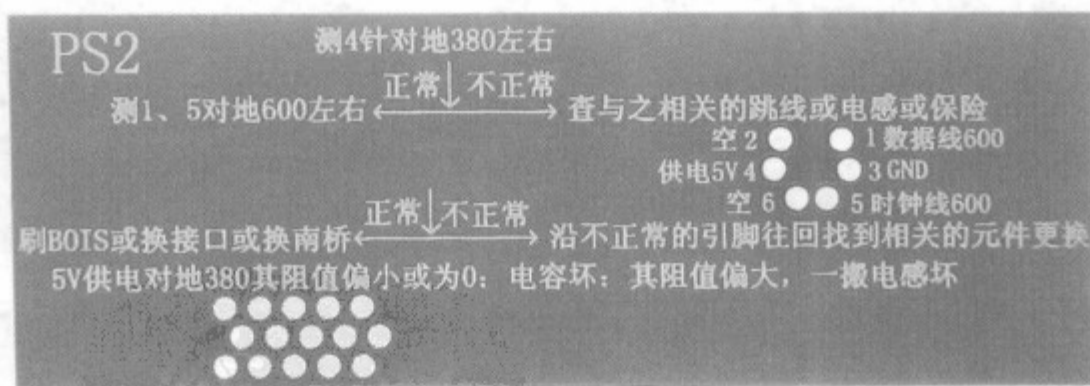 PS2
测4针对地380左右
正常 不正常
测1、5对地600左右 查与之相关的跳线或电感或保险
空 2 1 数据线600
供电5V 4 3 GND
空 6 5 时钟线600
正常 不正常
刷BOIS或换接口或换南桥 沿不正常的引脚往回找到相关的元件更换
5V供电对地380其阻值偏小或为0；电容坏；其阻值偏大，一搬电感坏